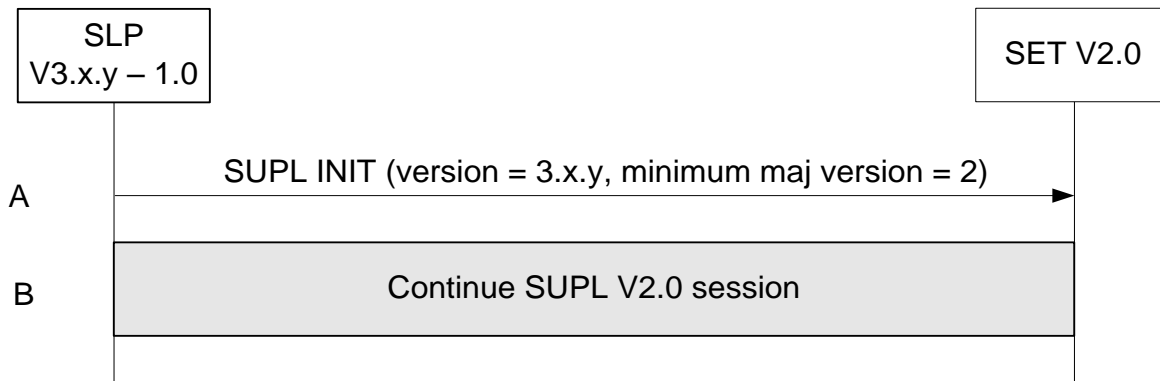 SLP
V3.x.y – 1.0
SET V2.0
SUPL INIT (version = 3.x.y, minimum maj version = 2)
A
Continue SUPL V2.0 session
B